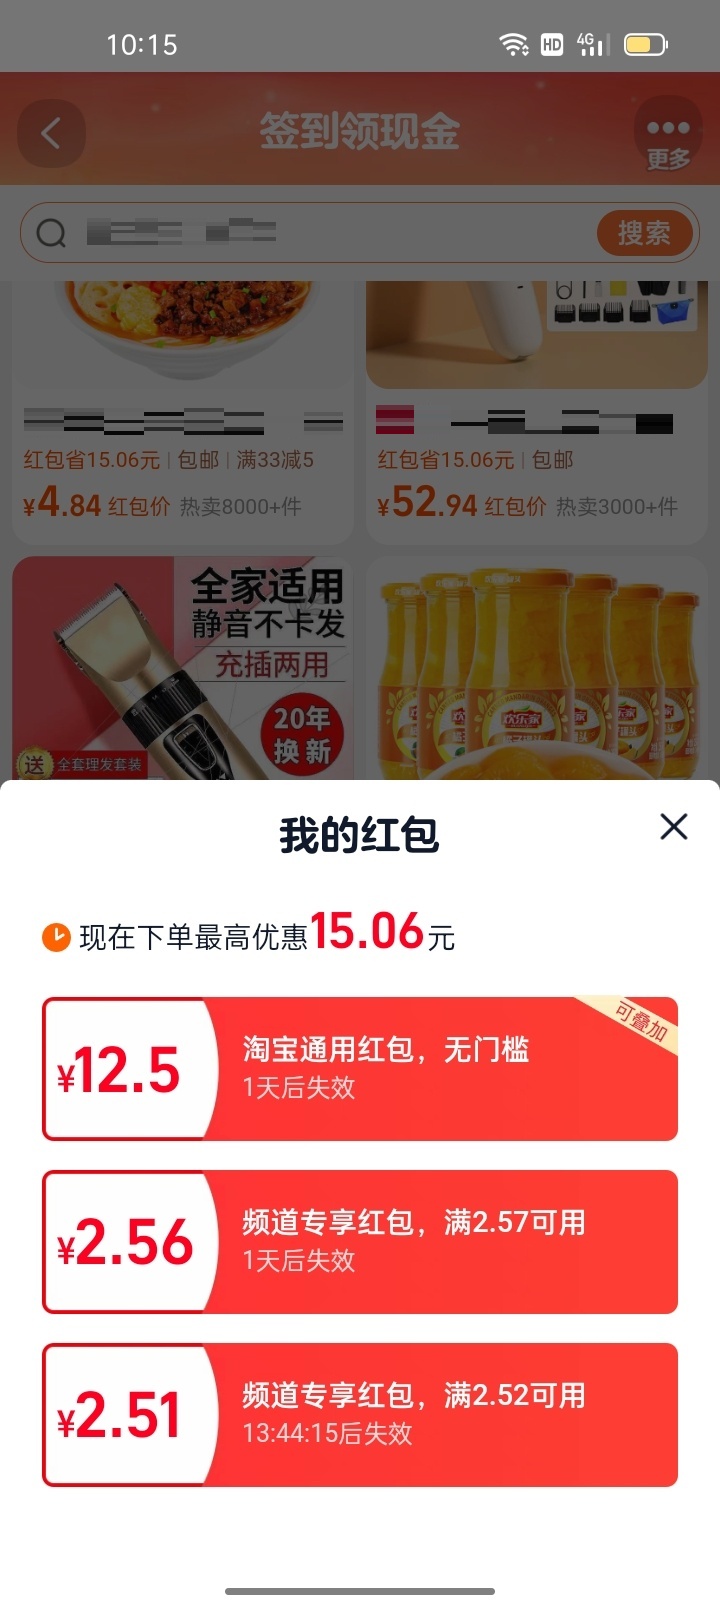 10:15
HD 4G
签到领现金
更多
搜索
红包省15.06元 | 包邮 | 满33减5
¥4.84 红包价 热卖8000+件
红包省15.06元 | 包邮
¥52.94 红包价 热卖3000+件
全家适用
静音不卡发
充插两用
20年
换新
送 全套理发套装
欢乐家
我的红包
现在下单最高优惠15.06元
¥12.5
淘宝通用红包，无门槛
1天后失效
可叠加
¥2.56
频道专享红包，满2.57可用
1天后失效
¥2.51
频道专享红包，满2.52可用
13:44:15后失效